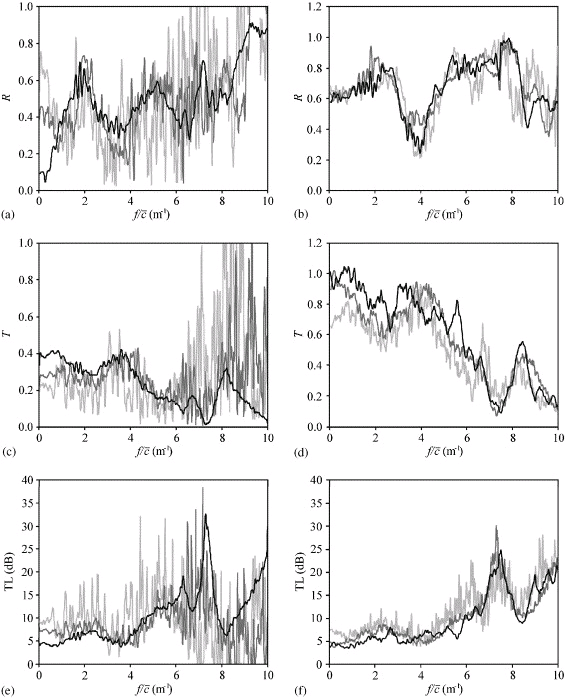 1.0
0.8
0.6
0.4
0.2
0.0
R
0 2 4 6 8 10
(a) f/c̅ (m⁻¹)
1.2
1.0
0.8
0.6
0.4
0.2
0.0
R
0 2 4 6 8 10
(b) f/c̅ (m⁻¹)
1.0
0.8
0.6
0.4
0.2
0.0
T
0 2 4 6 8 10
(c) f/c̅ (m⁻¹)
1.2
1.0
0.8
0.6
0.4
0.2
0.0
T
0 2 4 6 8 10
(d) f/c̅ (m⁻¹)
40
35
30
25
20
15
10
5
0
TL (dB)
0 2 4 6 8 10
(e) f/c̅ (m⁻¹)
40
35
30
25
20
15
10
5
0
TL (dB)
0 2 4 6 8 10
(f) f/c̅ (m⁻¹)